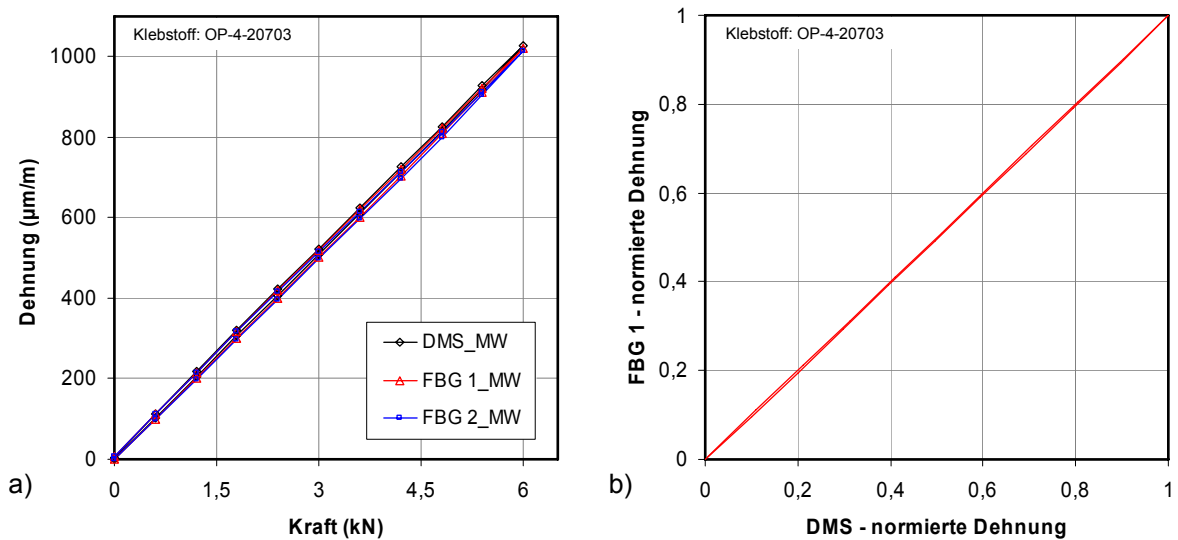 Klebstoff: OP-4-20703
1000
800
600
400
200
0
Dehnung (µm/m)
DMS_MW
FBG 1_MW
FBG 2_MW
0 1,5 3 4,5 6
Kraft (kN)
a)
Klebstoff: OP-4-20703
1
0,8
0,6
0,4
0,2
0
FBG 1 - normierte Dehnung
0 0,2 0,4 0,6 0,8 1
DMS - normierte Dehnung
b)